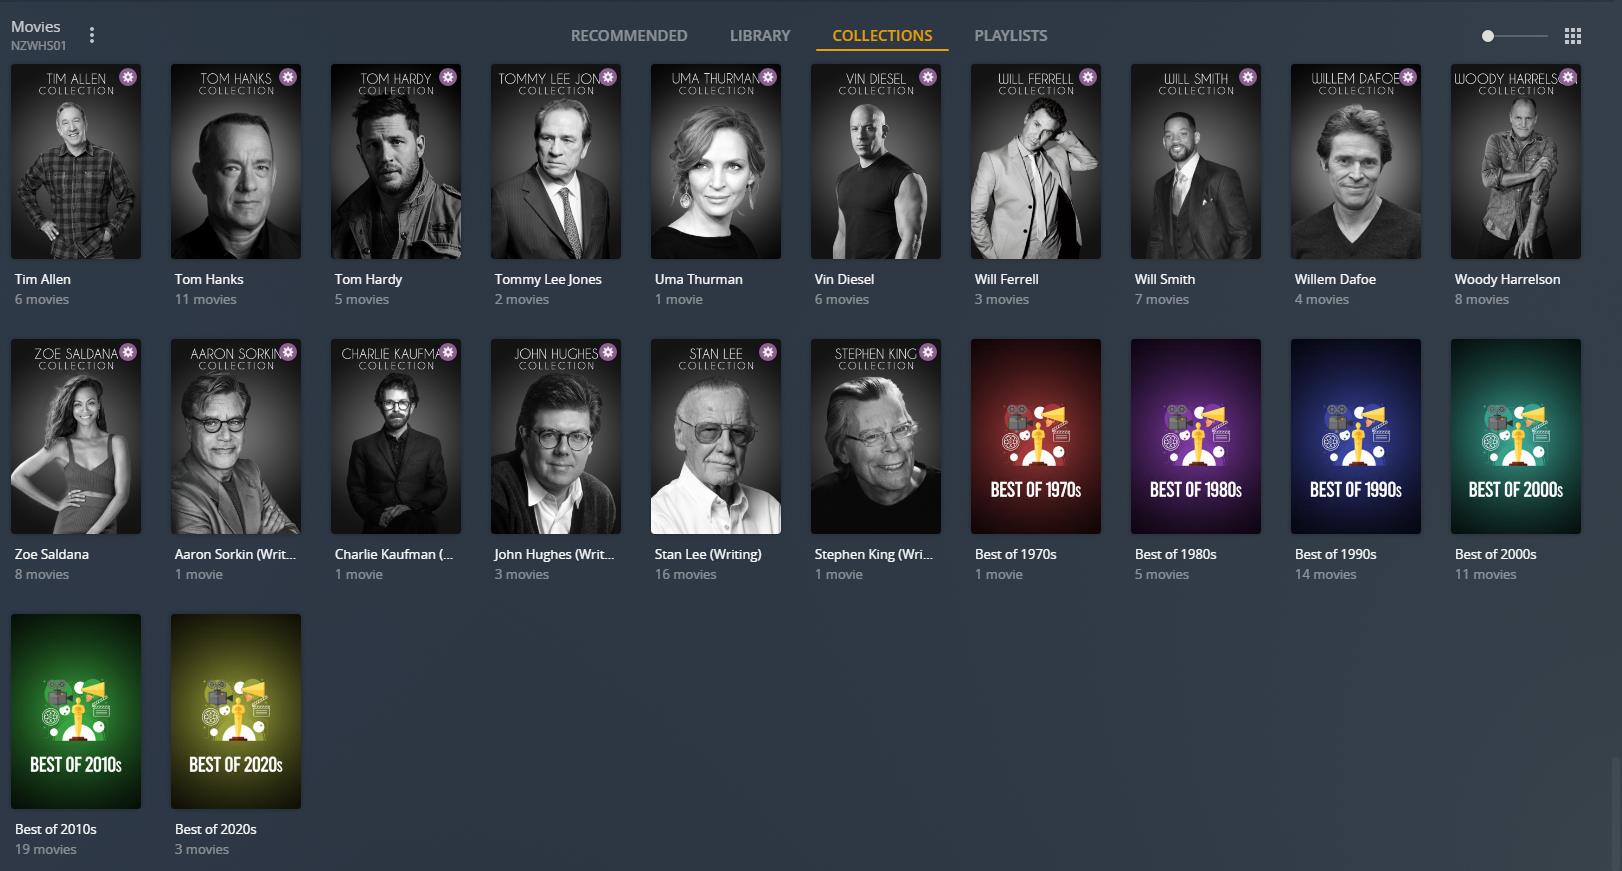 Movies
NZWHS01
RECOMMENDED LIBRARY COLLECTIONS PLAYLISTS
TIM ALLEN
COLLECTION
TOM HANKS
COLLECTION
TOM HARDY
COLLECTION
TOMMY LEE JON
COLLECTION
UMA THURMAN
COLLECTION
VIN DIESEL
COLLECTION
WILL FERRELL
COLLECTION
WILL SMITH
COLLECTION
WILLEM DAFOE
COLLECTION
WOODY HARRELSON
COLLECTION
Tim Allen
6 movies
Tom Hanks
11 movies
Tom Hardy
5 movies
Tommy Lee Jones
2 movies
Uma Thurman
1 movie
Vin Diesel
6 movies
Will Ferrell
3 movies
Will Smith
7 movies
Willem Dafoe
4 movies
Woody Harrelson
8 movies
ZOE SALDANA
COLLECTION
AARON SORKIN
COLLECTION
CHARLIE KAUFMA
COLLECTION
JOHN HUGHES
COLLECTION
STAN LEE
COLLECTION
STEPHEN KING
COLLECTION
BEST OF 1970s
BEST OF 1980s
BEST OF 1990s
BEST OF 2000s
Zoe Saldana
8 movies
Aaron Sorkin (Writ...
1 movie
Charlie Kaufman (...
1 movie
John Hughes (Writ...
3 movies
Stan Lee (Writing)
16 movies
Stephen King (Wri...
1 movie
Best of 1970s
1 movie
Best of 1980s
5 movies
Best of 1990s
14 movies
Best of 2000s
11 movies
BEST OF 2010s
BEST OF 2020s
Best of 2010s
19 movies
Best of 2020s
3 movies